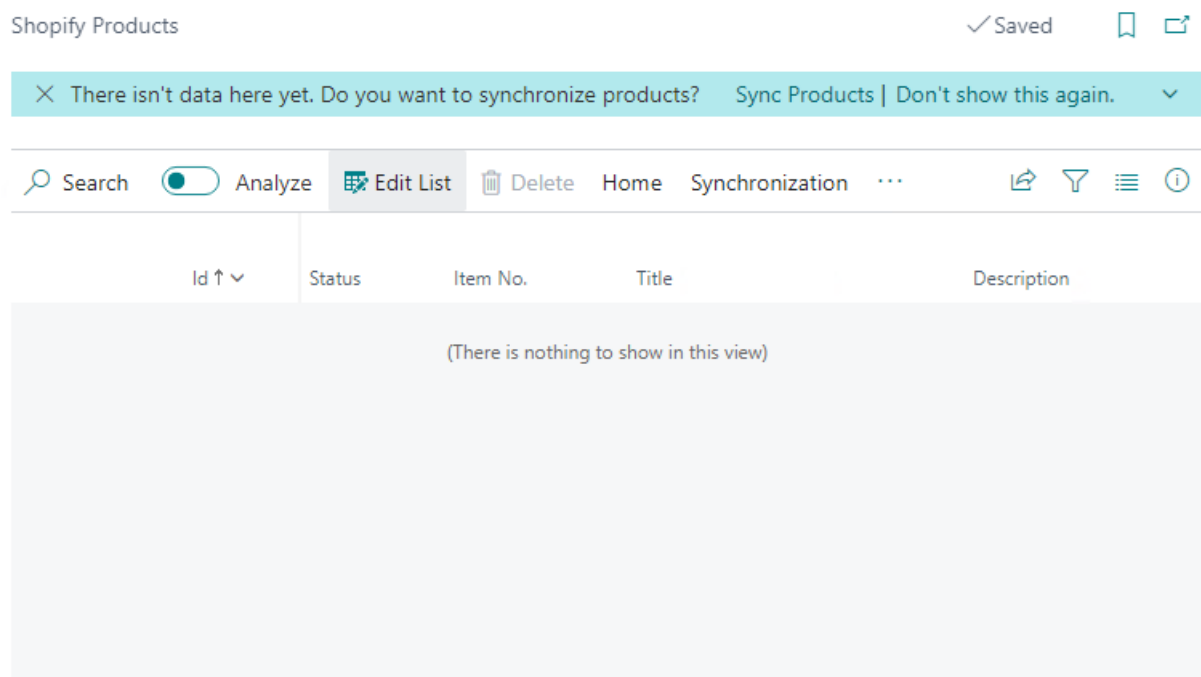 Shopify Products Saved
There isn't data here yet. Do you want to synchronize products? Sync Products | Don't show this again.
Search Analyze Edit List Delete Home Synchronization ···
Id ↑ Status Item No. Title Description
(There is nothing to show in this view)